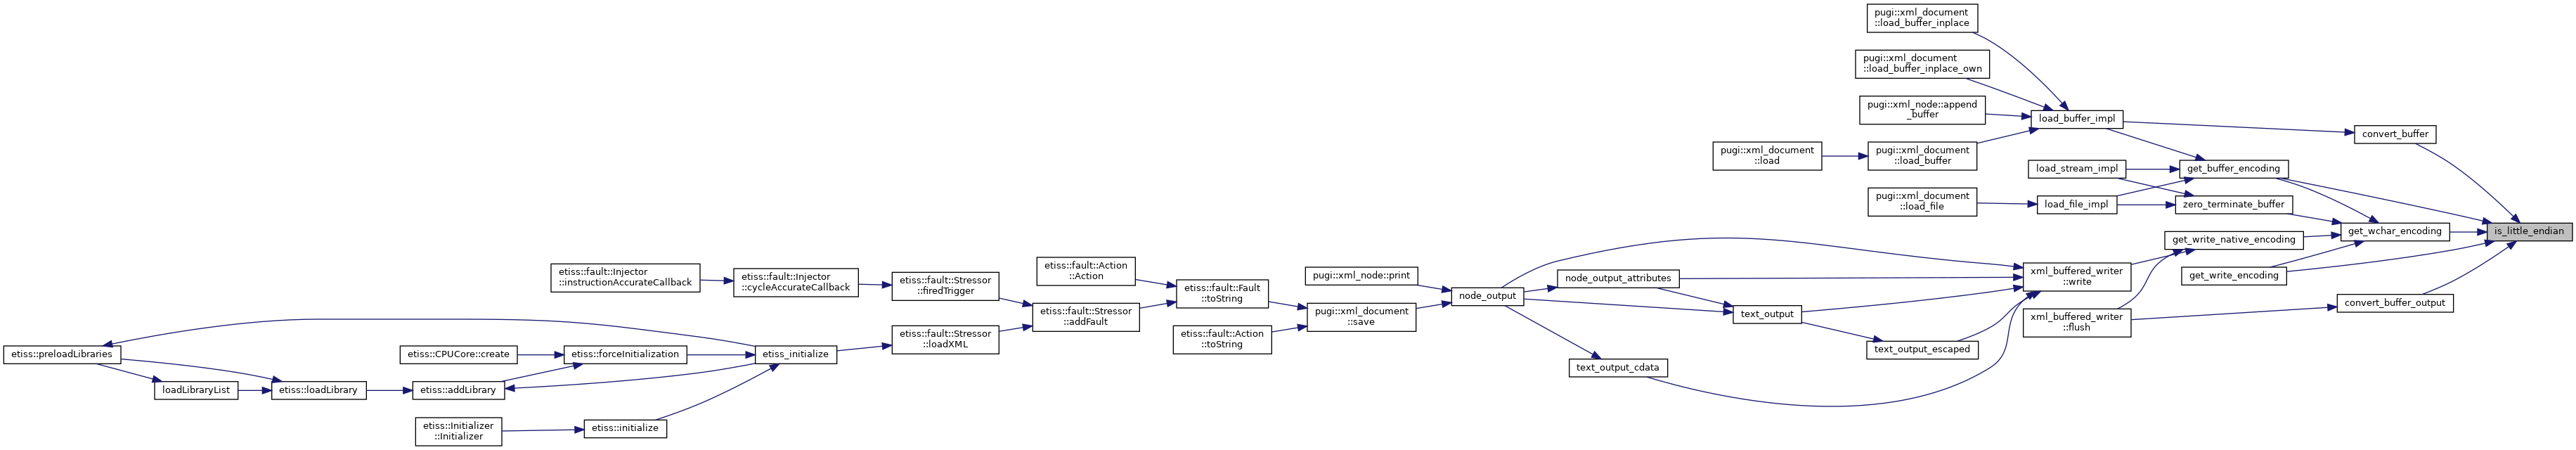 pugi::xml_document
::load_buffer_inplace
pugi::xml_document
::load_buffer_inplace_own
pugi::xml_node::append
_buffer
load_buffer_impl
convert_buffer
pugi::xml_document
::load
pugi::xml_document
::load_buffer
load_stream_impl
get_buffer_encoding
pugi::xml_document
::load_file
load_file_impl
zero_terminate_buffer
get_wchar_encoding
is_little_endian
get_write_native_encoding
get_write_encoding
etiss::fault::Injector
::instructionAccurateCallback
etiss::fault::Injector
::cycleAccurateCallback
etiss::fault::Stressor
::firedTrigger
etiss::fault::Action
::Action
etiss::fault::Fault
::toString
pugi::xml_node::print
node_output
node_output_attributes
xml_buffered_writer
::write
convert_buffer_output
etiss::fault::Stressor
::addFault
pugi::xml_document
::save
text_output
xml_buffered_writer
::flush
etiss::fault::Stressor
::loadXML
etiss::fault::Action
::toString
text_output_escaped
etiss::preloadLibraries
etiss::CPUCore::create
etiss::forceInitialization
etiss_initialize
text_output_cdata
loadLibraryList
etiss::loadLibrary
etiss::addLibrary
etiss::Initializer
::Initializer
etiss::initialize